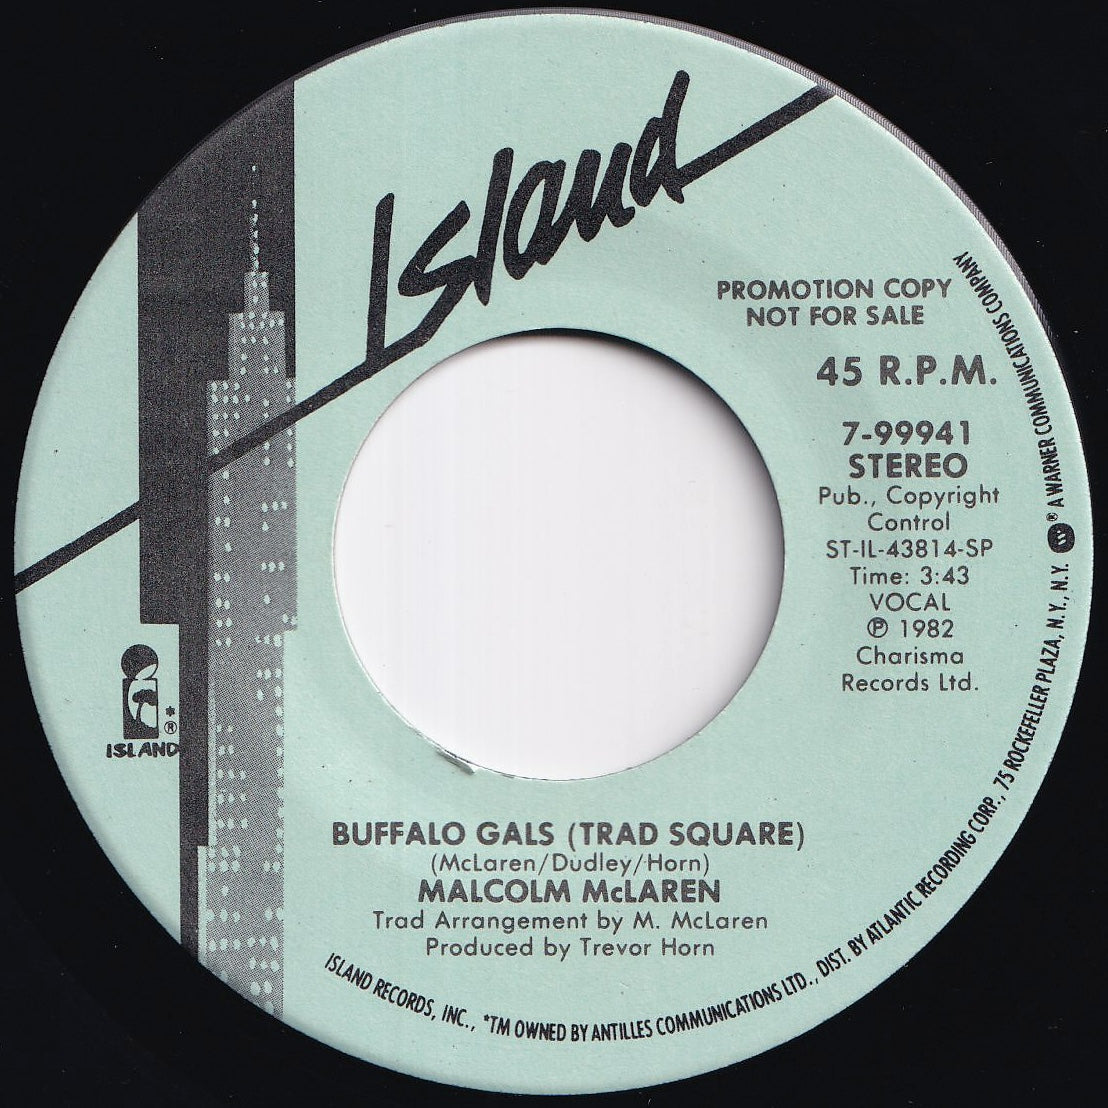 Island
PROMOTION COPY
NOT FOR SALE
45 R.P.M.
7-99941
STEREO
Pub., Copyright
Control
ST-IL-43814-SP
Time: 3:43
VOCAL
℗ 1982
Charisma
Records Ltd.
*
®
ISLAND
BUFFALO GALS (TRAD SQUARE)
(McLaren/Dudley/Horn)
MALCOLM McLAREN
Trad Arrangement by M. McLaren
Produced by Trevor Horn
ISLAND RECORDS, INC., *TM OWNED BY ANTILLES COMMUNICATIONS LTD., DIST. BY ATLANTIC RECORDING CORP., 75 ROCKEFELLER PLAZA, N.Y., N.Y. ® A WARNER COMMUNICATIONS COMPANY